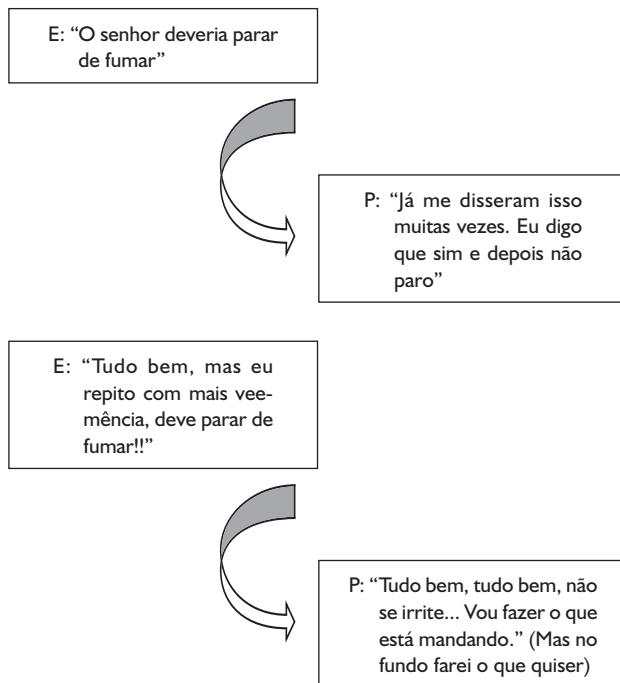 E: “O senhor deveria parar
de fumar”
P: “Já me disseram isso
muitas vezes. Eu digo
que sim e depois não
paro”
E: “Tudo bem, mas eu
repito com mais vee-
mência, deve parar de
fumar!!”
P: “Tudo bem, tudo bem, não
se irrite... Vou fazer o que
está mandando.” (Mas no
fundo farei o que quiser)